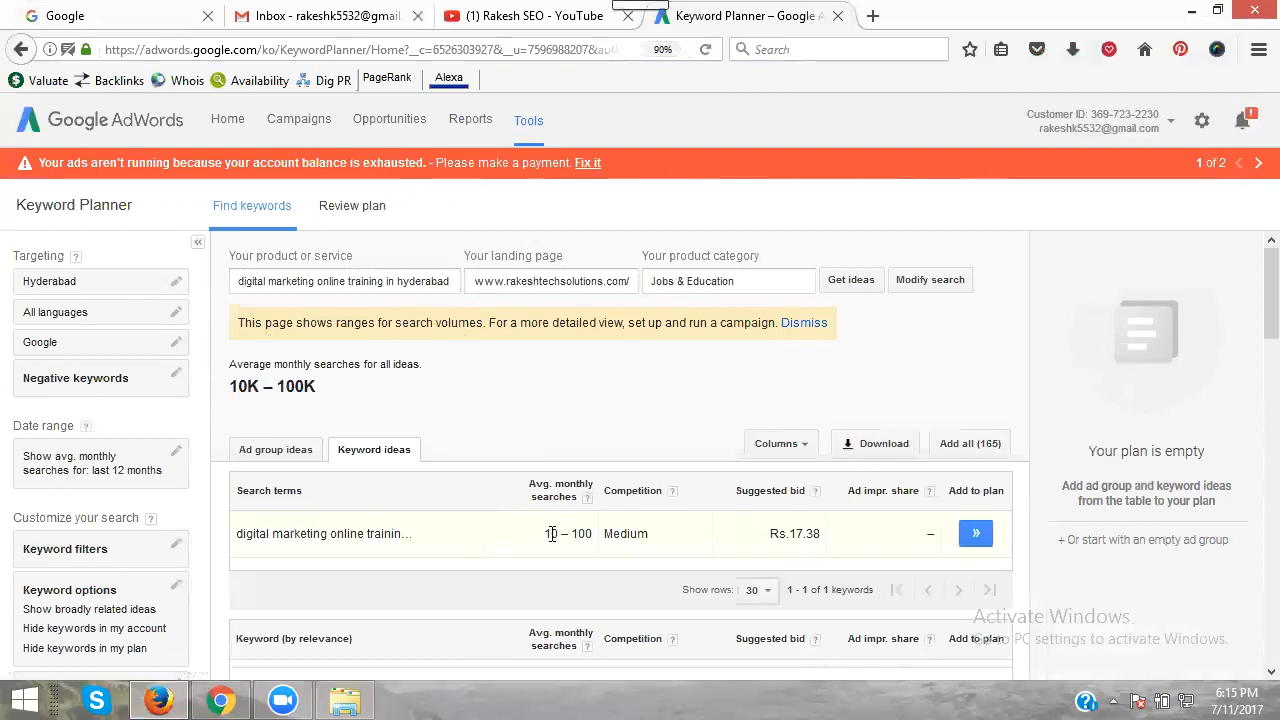 Google
Inbox - rakeshk5532@gmai
(1) Rakesh SEO - YouTube
Keyword Planner – Google A
https://adwords.google.com/ko/KeywordPlanner/Home?__c=6526303927&__u=7596988207&au
90%
Search
Valuate
Backlinks
Whois
Availability
Dig PR
PageRank
Alexa
Google AdWords
Home
Campaigns
Opportunities
Reports
Tools
Customer ID: 369-723-2230
rakeshk5532@gmail.com
Your ads aren't running because your account balance is exhausted. - Please make a payment. Fix it
1 of 2
Keyword Planner
Find keywords
Review plan
Targeting ?
Hyderabad
All languages
Google
Negative keywords
Date range ?
Show avg. monthly
searches for: last 12 months
Customize your search ?
Keyword filters
Keyword options
Show broadly related ideas
Hide keywords in my account
Hide keywords in my plan
Your product or service
digital marketing online training in hyderabad
Your landing page
www.rakeshtechsolutions.com/
Your product category
Jobs & Education
Get ideas
Modify search
This page shows ranges for search volumes. For a more detailed view, set up and run a campaign. Dismiss
Average monthly searches for all ideas.
10K – 100K
Ad group ideas
Keyword ideas
Columns
Download
Add all (165)
Search terms
Avg. monthly
searches ?
Competition ?
Suggested bid ?
Ad impr. share ?
Add to plan
digital marketing online trainin...
10 – 100
Medium
Rs.17.38
–
»
Show rows:
30
1 - 1 of 1 keywords
Keyword (by relevance)
Avg. monthly
searches ?
Competition ?
Suggested bid ?
Ad impr. share ?
Add to plan
Your plan is empty
Add ad group and keyword ideas
from the table to your plan
+ Or start with an empty ad group
Activate Windows
Go to PC settings to activate Windows.
6:15 PM
7/11/2017